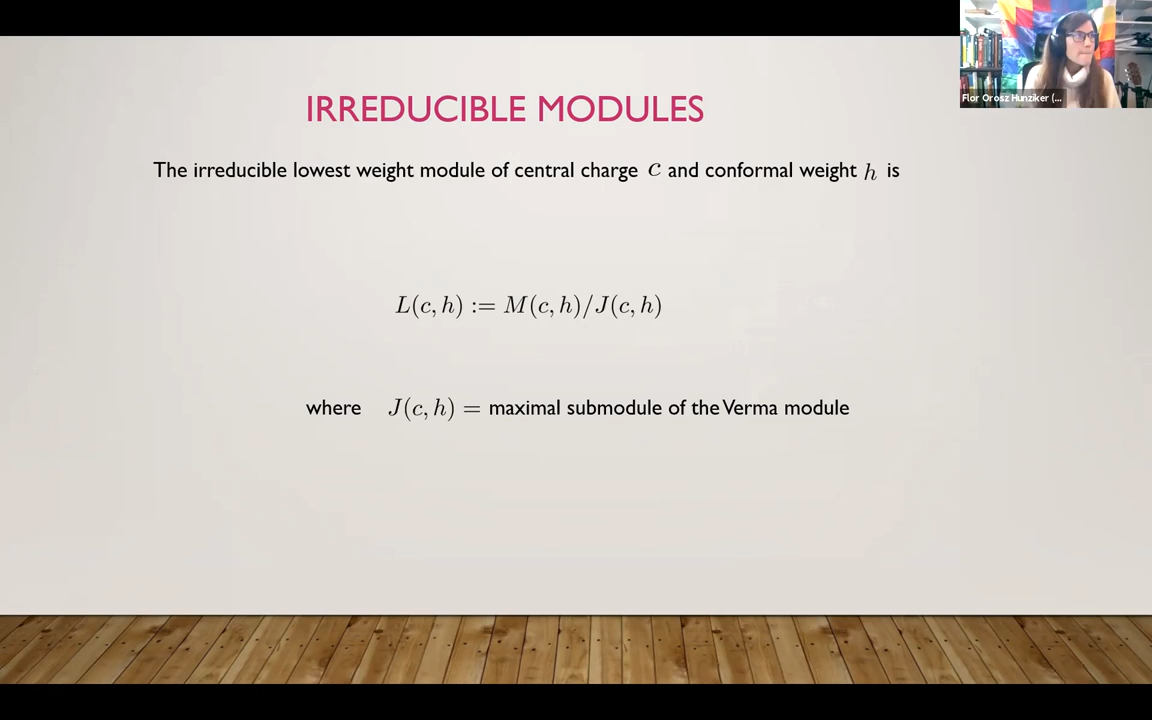 IRREDUCIBLE MODULES
The irreducible lowest weight module of central charge c and conformal weight h is
L(c, h) := M(c, h)/J(c, h)
where J(c, h) = maximal submodule of the Verma module
Flor Orosz Hunziker (...